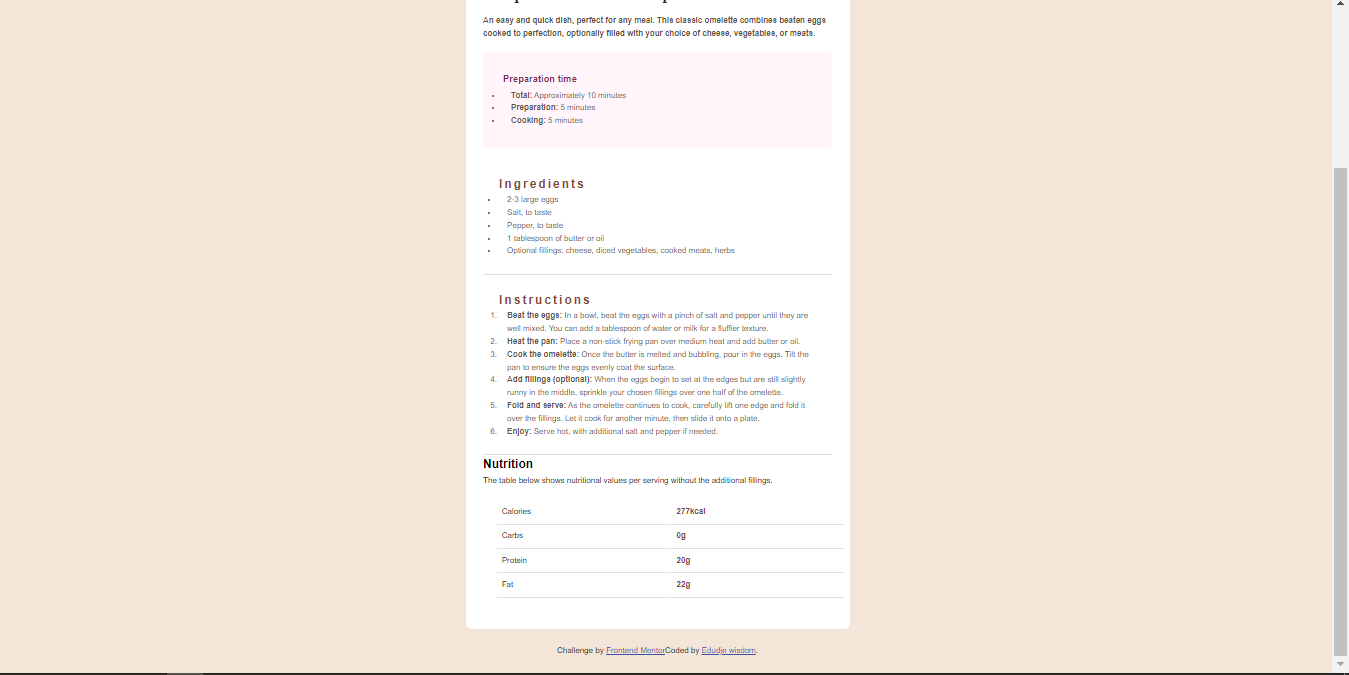 An easy and quick dish, perfect for any meal. This classic omelette combines beaten eggs
cooked to perfection, optionally filled with your choice of cheese, vegetables, or meats.
Preparation time
• Total: Approximately 10 minutes
• Preparation: 5 minutes
• Cooking: 5 minutes
Ingredients
• 2-3 large eggs
• Salt, to taste
• Pepper, to taste
• 1 tablespoon of butter or oil
• Optional fillings: cheese, diced vegetables, cooked meats, herbs
Instructions
1. Beat the eggs: In a bowl, beat the eggs with a pinch of salt and pepper until they are
well mixed. You can add a tablespoon of water or milk for a fluffier texture.
2. Heat the pan: Place a non-stick frying pan over medium heat and add butter or oil.
3. Cook the omelette: Once the butter is melted and bubbling, pour in the eggs. Tilt the
pan to ensure the eggs evenly coat the surface.
4. Add fillings (optional): When the eggs begin to set at the edges but are still slightly
runny in the middle, sprinkle your chosen fillings over one half of the omelette.
5. Fold and serve: As the omelette continues to cook, carefully lift one edge and fold it
over the fillings. Let it cook for another minute, then slide it onto a plate.
6. Enjoy: Serve hot, with additional salt and pepper if needed.
Nutrition
The table below shows nutritional values per serving without the additional fillings.
Calories 277kcal
Carbs 0g
Protein 20g
Fat 22g
Challenge by Frontend MentorCoded by Edudje wisdom.